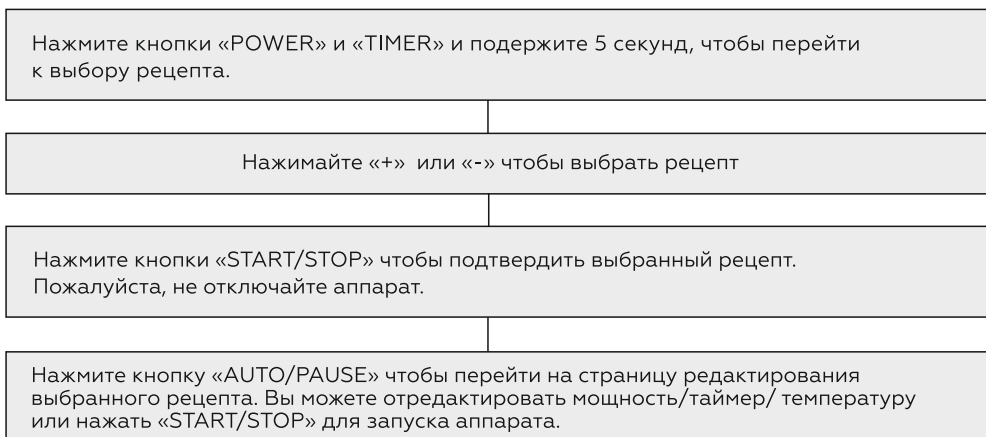 Нажмите кнопки «POWER» и «TIMER» и подержите 5 секунд, чтобы перейти
к выбору рецепта.
Нажимайте «+» или «-» чтобы выбрать рецепт
Нажмите кнопки «START/STOP» чтобы подтвердить выбранный рецепт.
Пожалуйста, не отключайте аппарат.
Нажмите кнопку «AUTO/PAUSE» чтобы перейти на страницу редактирования
выбранного рецепта. Вы можете отредактировать мощность/таймер/ температуру
или нажать «START/STOP» для запуска аппарата.